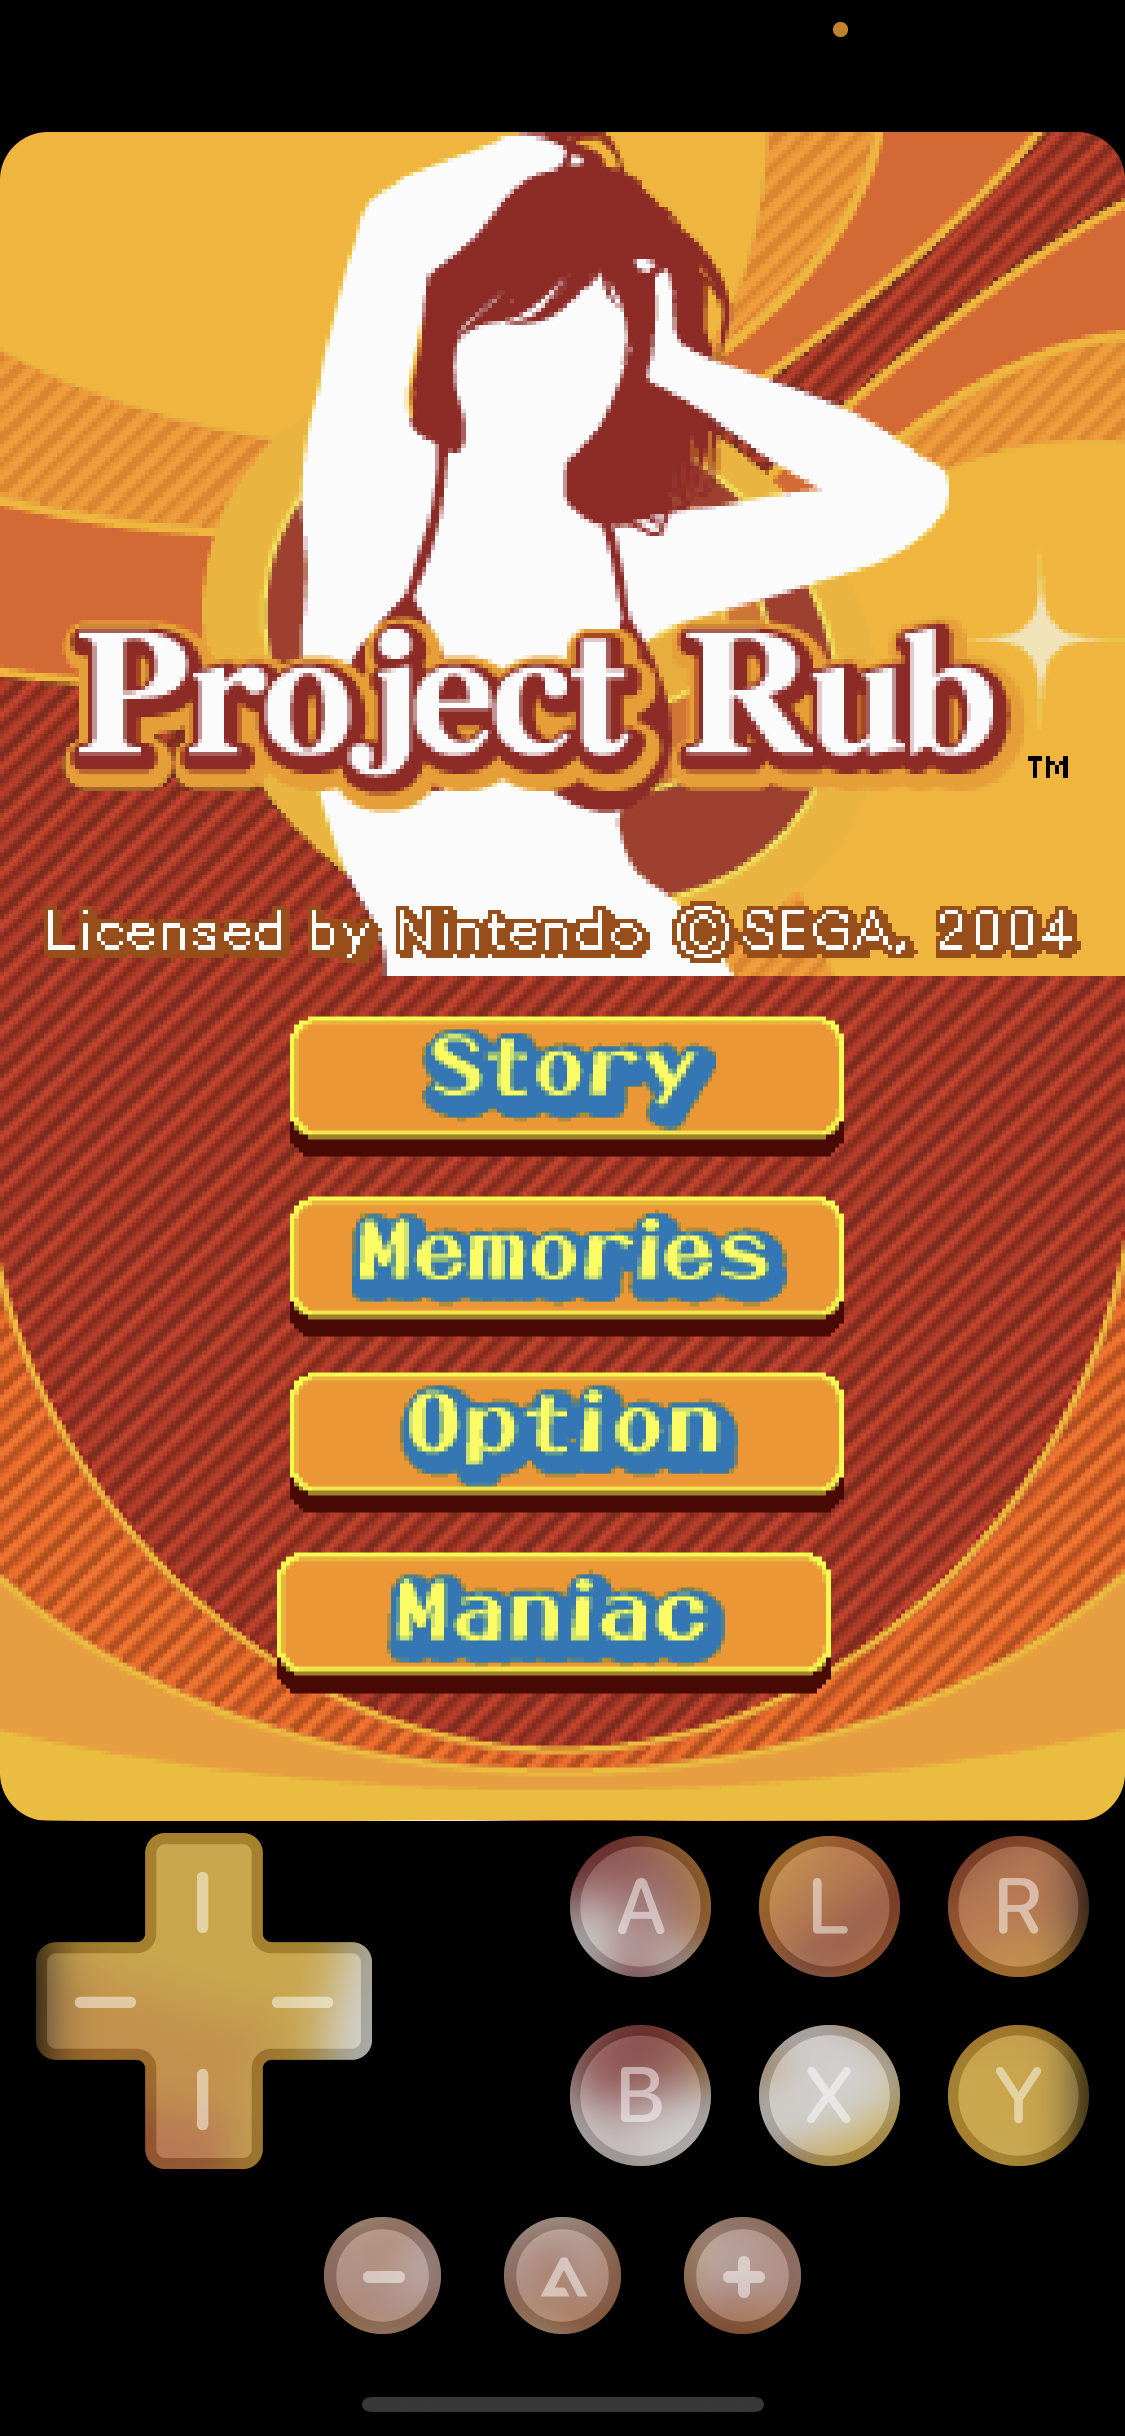 Project Rub
TM
Licensed by Nintendo ©SEGA, 2004
Story
Memories
Option
Maniac
A L R
B X Y